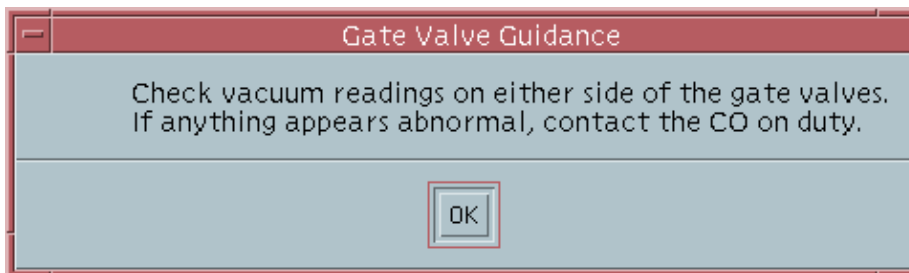 Gate Valve Guidance
Check vacuum readings on either side of the gate valves.
If anything appears abnormal, contact the CO on duty.
OK